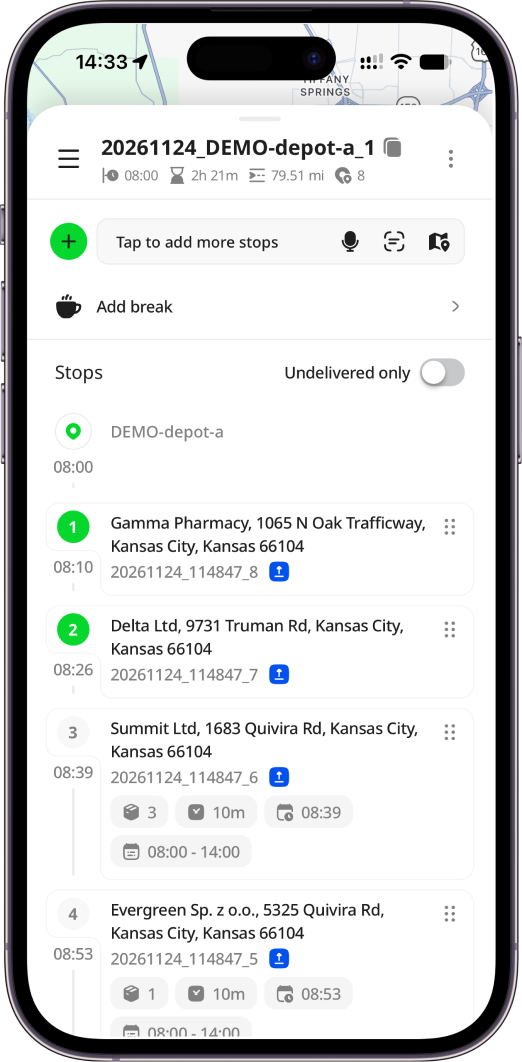 14:33
TIFFANY
SPRINGS
20261124_DEMO-depot-a_1
08:00 2h 21m 79.51 mi 8
Tap to add more stops
Add break
Stops Undelivered only
DEMO-depot-a
08:00
1 Gamma Pharmacy, 1065 N Oak Trafficway,
Kansas City, Kansas 66104
08:10 20261124_114847_8
2 Delta Ltd, 9731 Truman Rd, Kansas City,
Kansas 66104
08:26 20261124_114847_7
3 Summit Ltd, 1683 Quivira Rd, Kansas City,
Kansas 66104
08:39 20261124_114847_6
3 10m 08:39
08:00 - 14:00
4 Evergreen Sp. z o.o., 5325 Quivira Rd,
Kansas City, Kansas 66104
08:53 20261124_114847_5
1 10m 08:53
08:00 - 14:00